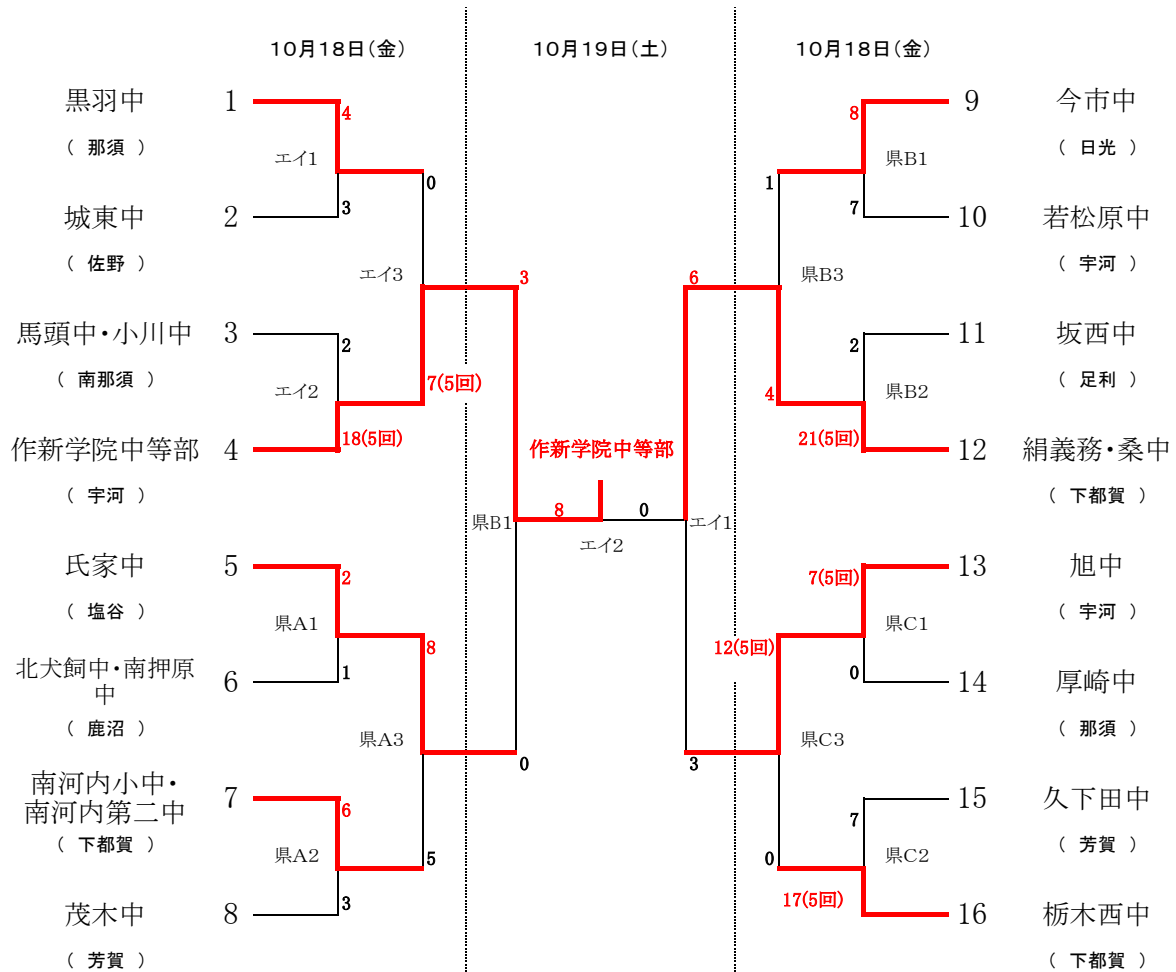 10月18日(金)
10月19日(土)
10月18日(金)
黒羽中 1
( 那須 )
城東中 2
( 佐野 )
馬頭中・小川中 3
( 南那須 )
作新学院中等部 4
( 宇河 )
氏家中 5
( 塩谷 )
北犬飼中・南押原
中 6
( 鹿沼 )
南河内小中・
南河内第二中 7
( 下都賀 )
茂木中 8
( 芳賀 )
4
エイ1
3
0
エイ3
2
エイ2
18(5回)
7(5回)
2
県A1
1
8
県A3
6
県A2
3
5
3
県B1
0
作新学院中等部
8
0
エイ2
6
エイ1
3
8
県B1
7
1
県B3
2
県B2
21(5回)
4
7(5回)
県C1
0
12(5回)
県C3
7
県C2
17(5回)
0
9 今市中
( 日光 )
10 若松原中
( 宇河 )
11 坂西中
( 足利 )
12 絹義務・桑中
( 下都賀 )
13 旭中
( 宇河 )
14 厚崎中
( 那須 )
15 久下田中
( 芳賀 )
16 栃木西中
( 下都賀 )